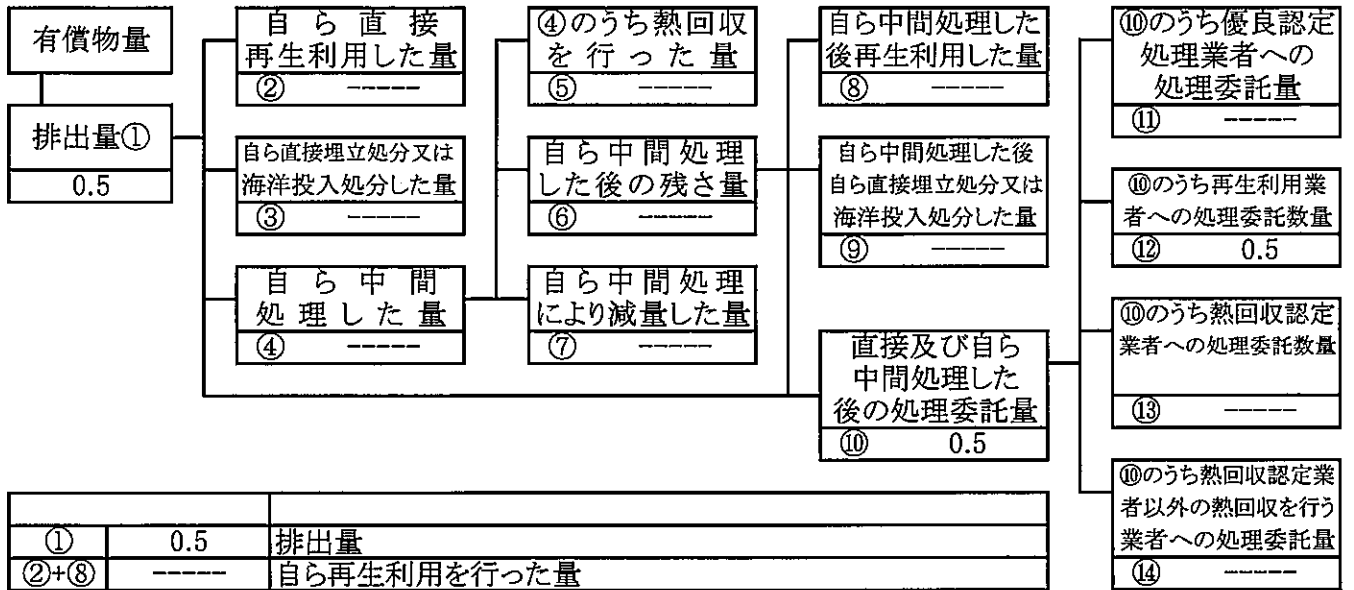 有償物量
排出量①
0.5
自ら直接
再生利用した量
② -----
自ら直接埋立処分又は
海洋投入処分した量
③ -----
自ら中間
処理した量
④ -----
④のうち熱回収
を行った量
⑤ -----
自ら中間処理
した後の残さ量
⑥ -----
自ら中間処理
により減量した量
⑦ -----
自ら中間処理した
後再生利用した量
⑧ -----
自ら中間処理した後
自ら直接埋立処分又は
海洋投入処分した量
⑨ -----
直接及び自ら
中間処理した
後の処理委託量
⑩ 0.5
⑩のうち優良認定
処理業者への
処理委託量
⑪ -----
⑩のうち再生利用業
者への処理委託数量
⑫ 0.5
⑩のうち熱回収認定
業者への処理委託数量
⑬ -----
⑩のうち熱回収認定業
者以外の熱回収を行う
業者への処理委託量
⑭ -----
① 0.5 排出量
②+⑧ ----- 自ら再生利用を行った量